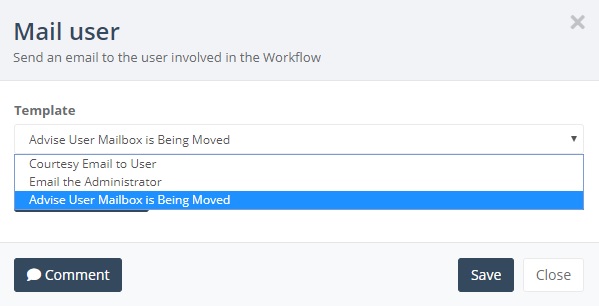 Mail user
Send an email to the user involved in the Workflow
Template
Advise User Mailbox is Being Moved
Courtesy Email to User
Email the Administrator
Advise User Mailbox is Being Moved
Comment
Save
Close